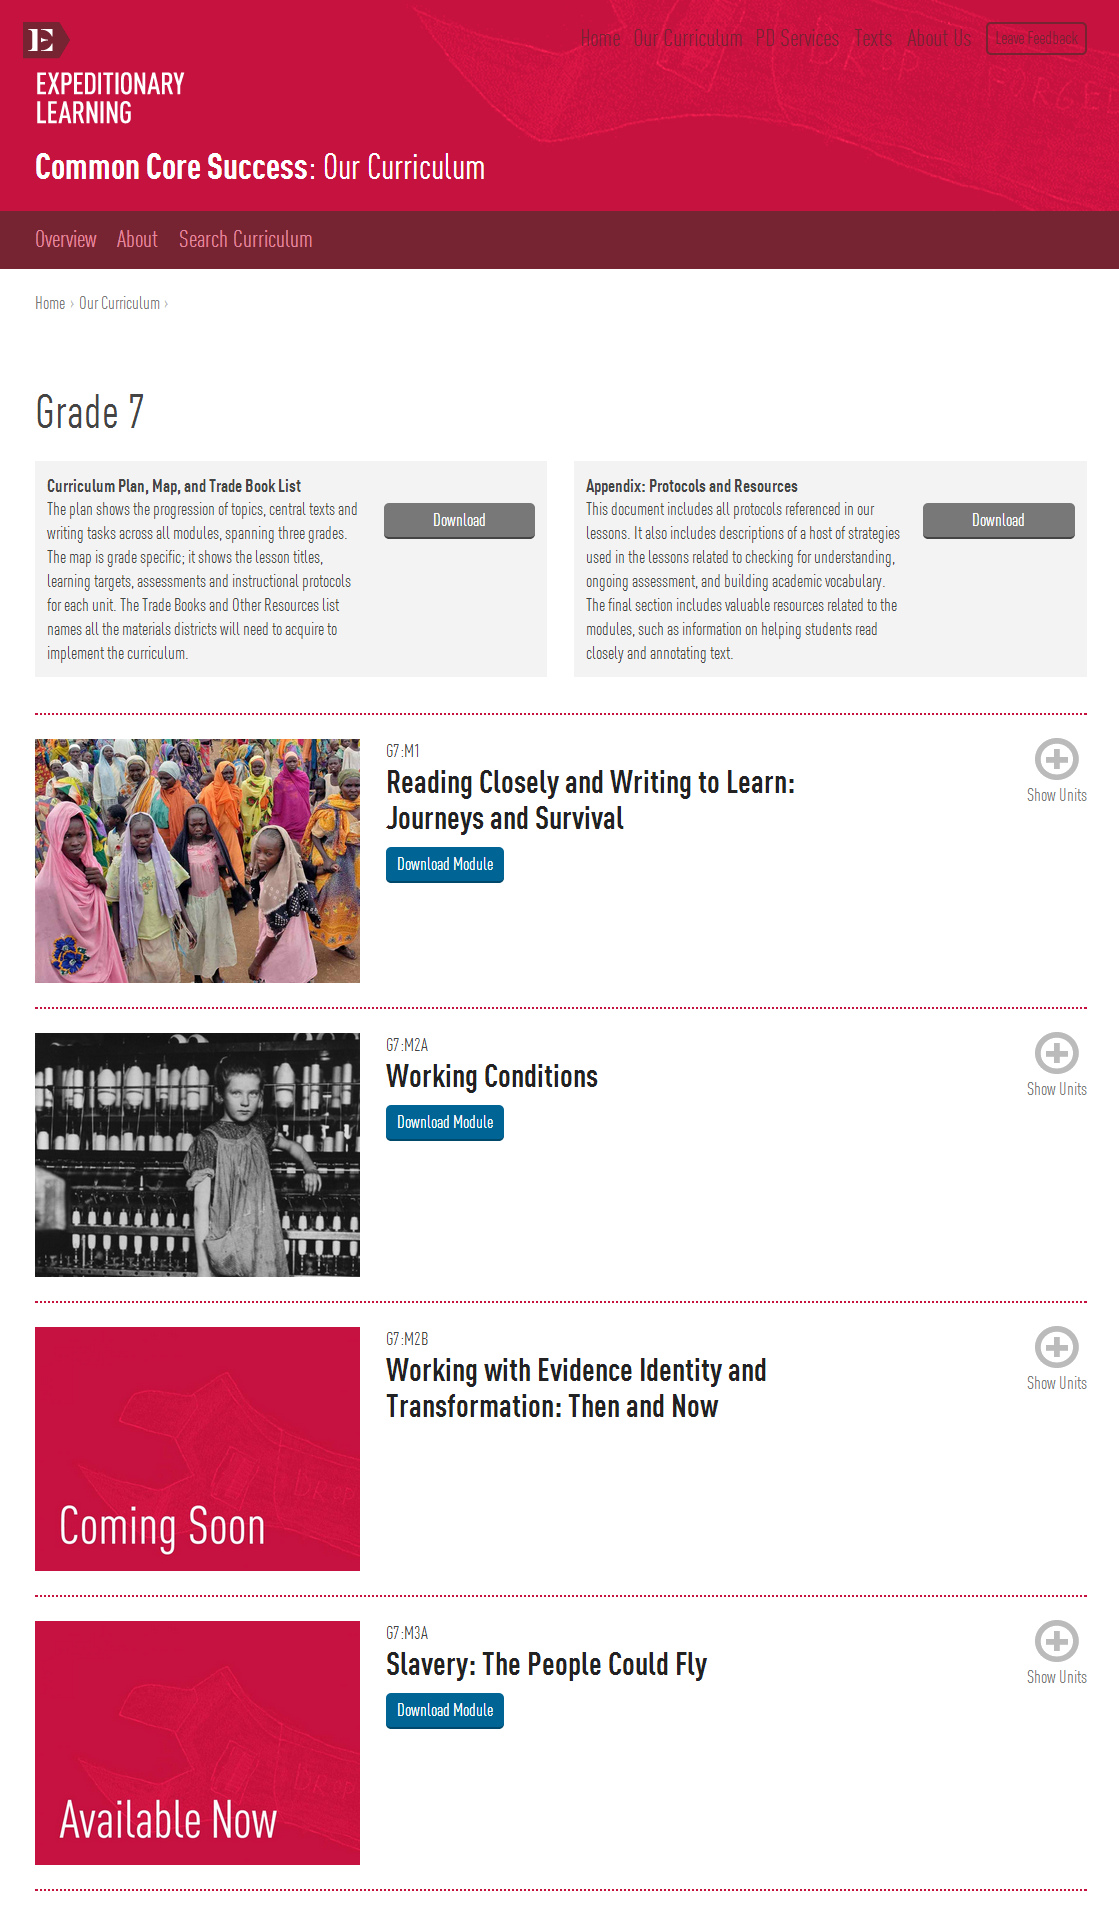 E
Home Our Curriculum PD Services Texts About Us Leave Feedback
EXPEDITIONARY
LEARNING
Common Core Success: Our Curriculum
Overview About Search Curriculum
Home › Our Curriculum ›
Grade 7
Curriculum Plan, Map, and Trade Book List
The plan shows the progression of topics, central texts and
writing tasks across all modules, spanning three grades.
The map is grade specific; it shows the lesson titles,
learning targets, assessments and instructional protocols
for each unit. The Trade Books and Other Resources list
names all the materials districts will need to acquire to
implement the curriculum.
Download
Appendix: Protocols and Resources
This document includes all protocols referenced in our
lessons. It also includes descriptions of a host of strategies
used in the lessons related to checking for understanding,
ongoing assessment, and building academic vocabulary.
The final section includes valuable resources related to the
modules, such as information on helping students read
closely and annotating text.
Download
G7:M1
Reading Closely and Writing to Learn:
Journeys and Survival
Download Module
Show Units
G7:M2A
Working Conditions
Download Module
Show Units
Coming Soon
G7:M2B
Working with Evidence Identity and
Transformation: Then and Now
Show Units
Available Now
G7:M3A
Slavery: The People Could Fly
Download Module
Show Units